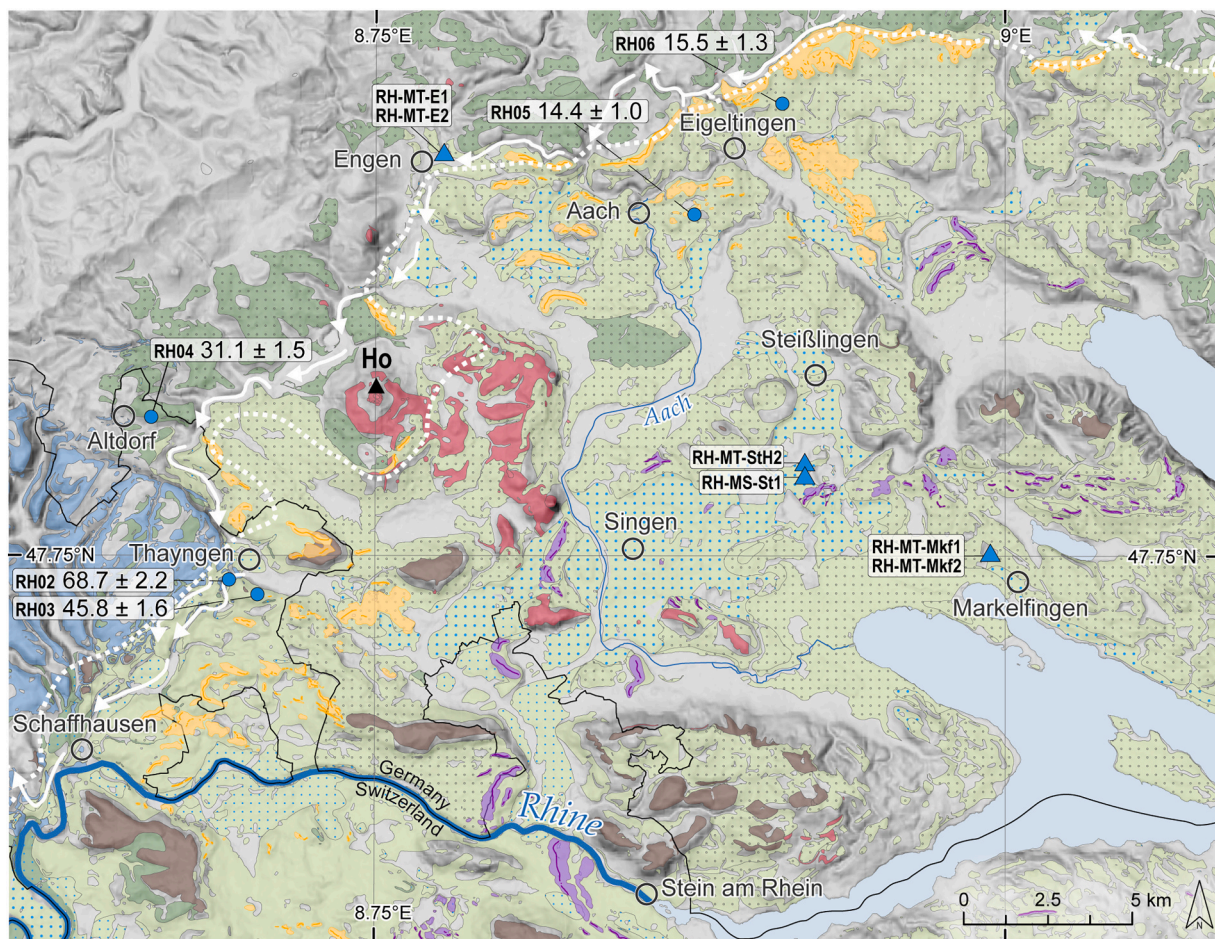 8.75°E
9°E
RH06 15.5 ± 1.3
RH-MT-E1
RH-MT-E2
RH05 14.4 ± 1.0
Eigeltingen
Engen
Aach
Steißlingen
RH04 31.1 ± 1.5
Ho
Aach
Altdorf
RH-MT-StH2
RH-MS-St1
Singen
Thayngen
47.75°N
RH-MT-Mkf1
RH-MT-Mkf2
47.75°N
RH02 68.7 ± 2.2
RH03 45.8 ± 1.6
Markelfingen
Schaffhausen
Germany
Switzerland
Rhine
Stein am Rhein
8.75°E
0 2.5 5 km
N